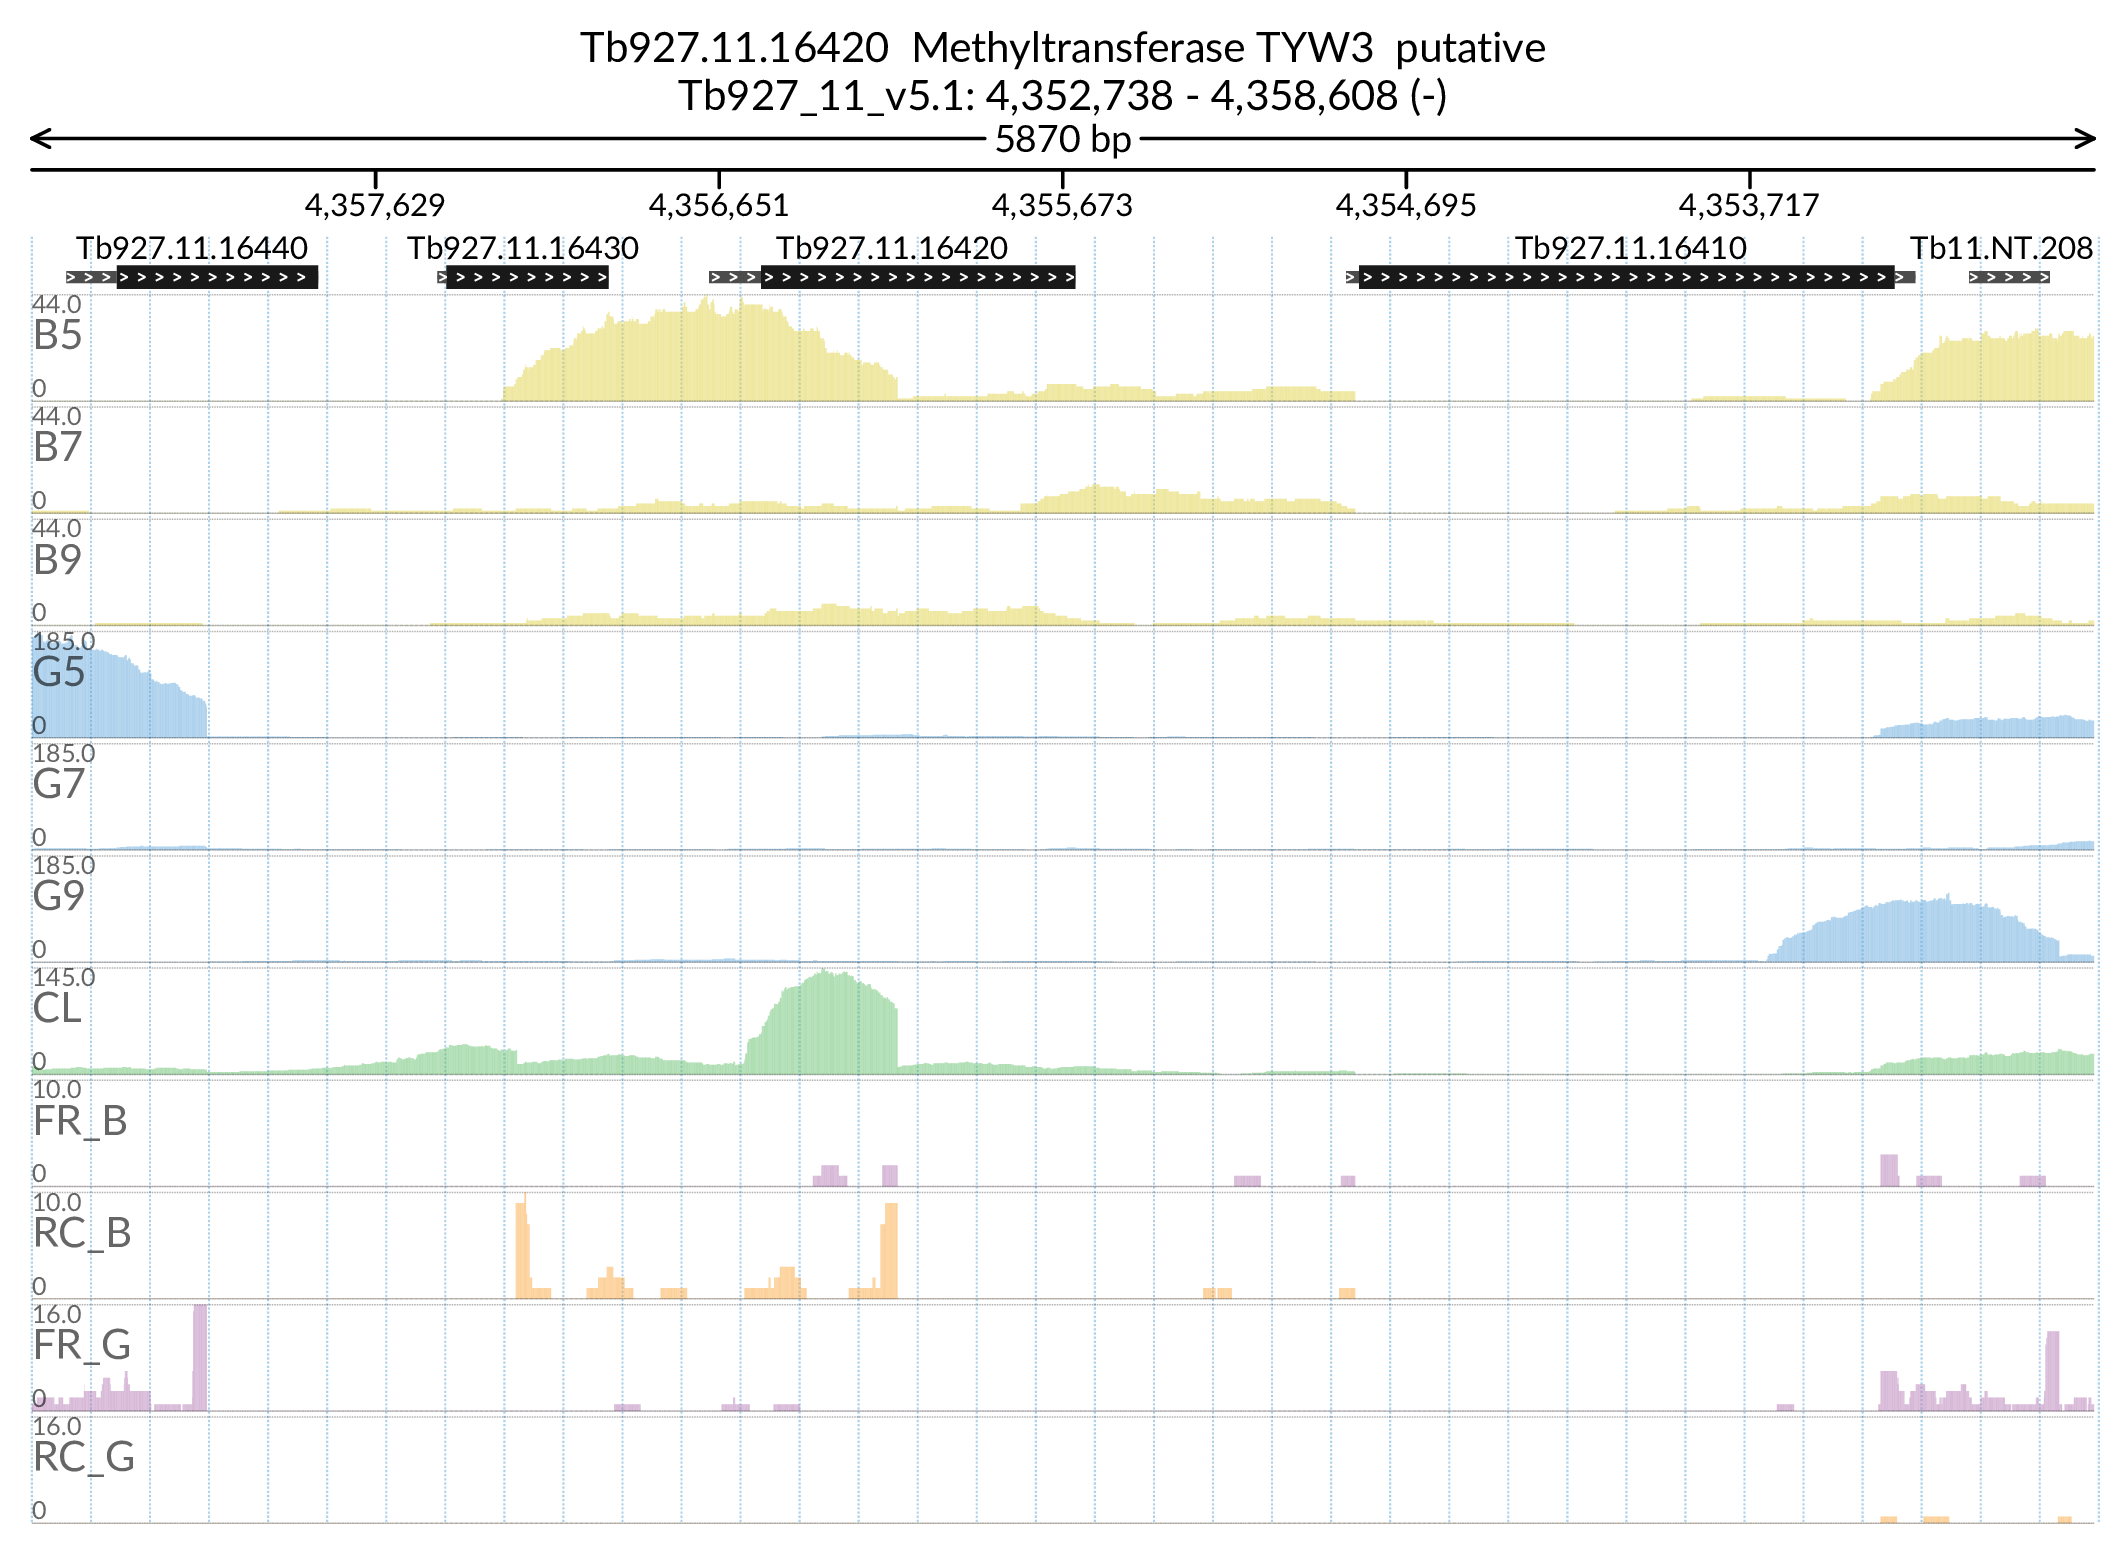 Tb927.11.16420  Methyltransferase TYW3  putative
Tb927_11_v5.1: 4,352,738 - 4,358,608 (-)
5870 bp
4,357,629 4,356,651 4,355,673 4,354,695 4,353,717
Tb927.11.16440 Tb927.11.16430 Tb927.11.16420 Tb927.11.16410 Tb11.NT.208
44.0
B5
0
44.0
B7
0
44.0
B9
0
185.0
G5
0
185.0
G7
0
185.0
G9
0
145.0
CL
0
10.0
FR_B
0
10.0
RC_B
0
16.0
FR_G
0
16.0
RC_G
0